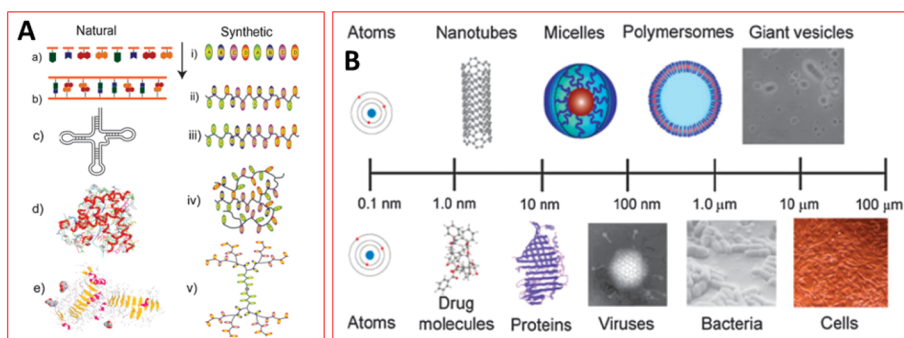 A
Natural
Synthetic
a)
b)
c)
d)
e)
i)
ii)
iii)
iv)
v)
B
Atoms
Nanotubes
Micelles
Polymersomes
Giant vesicles
0.1 nm
1.0 nm
10 nm
100 nm
1.0 μm
10 μm
100 μm
Atoms
Drug
molecules
Proteins
Viruses
Bacteria
Cells